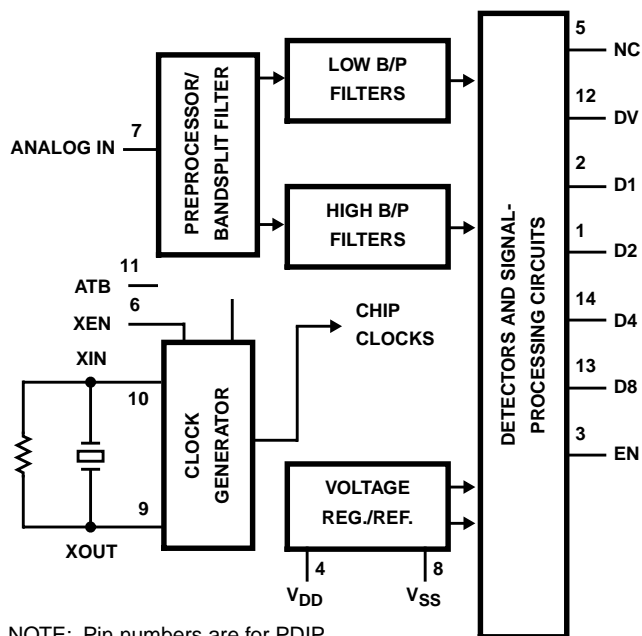 5
NC
LOW B/P
FILTERS
12
DV
PREPROCESSOR/
BANDSPLIT FILTER
7
ANALOG IN
2
D1
HIGH B/P
FILTERS
1
D2
DETECTORS AND SIGNAL-
PROCESSING CIRCUITS
11
ATB
6
XEN
CHIP
CLOCKS
14
D4
XIN
10
CLOCK
GENERATOR
13
D8
3
EN
9
XOUT
VOLTAGE
REG./REF.
4
8
VDD
VSS
NOTE: Pin numbers are for PDIP